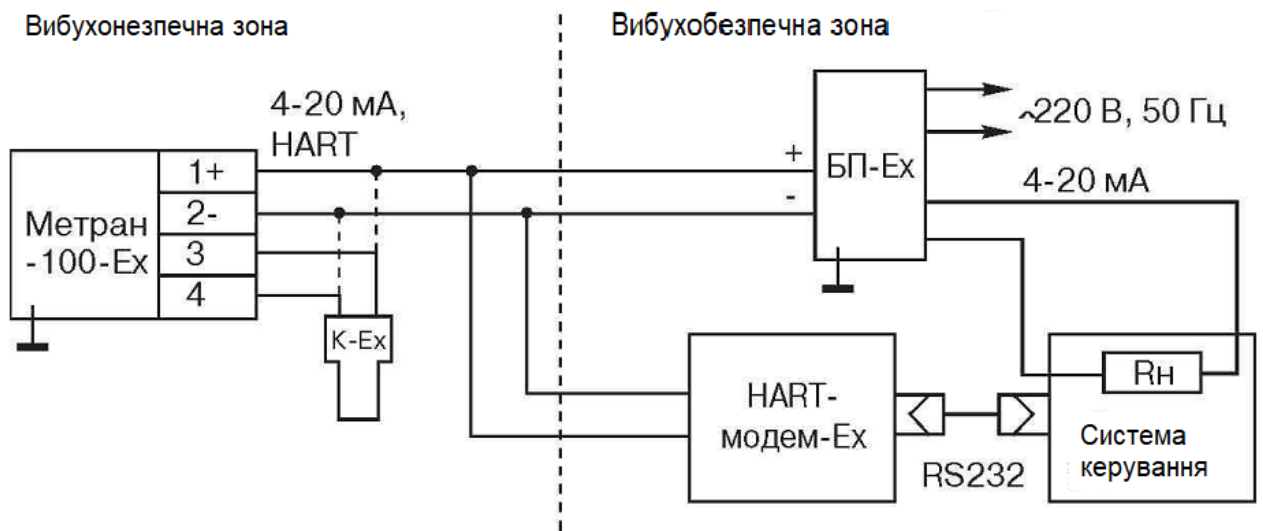 Вибухонезпечна зона
Вибухобезпечна зона
4-20 мА,
HART
Метран
-100-Ex
1+
2-
3
4
К-Ех
+
-
БП-Ех
~220 В, 50 Гц
4-20 мА
HART-
модем-Ех
RS232
Rн
Система
керування